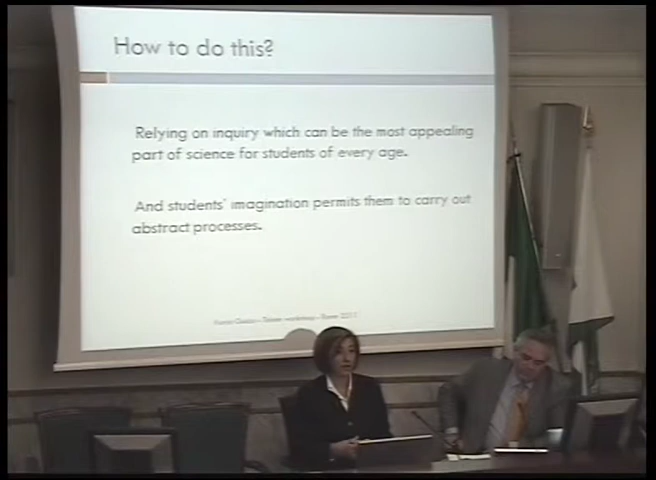 How to do this?
Relying on inquiry which can be the most appealing
part of science for students of every age.
And students' imagination permits them to carry out
abstract processes.